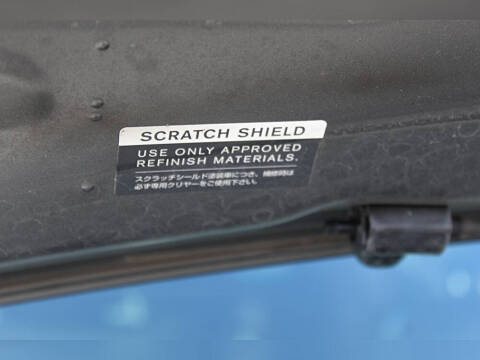 SCRATCH SHIELD
USE ONLY APPROVED
REFINISH MATERIALS.
スクラッチシールド塗装車につき、補修時は
必ず専用クリヤーをご使用下さい。